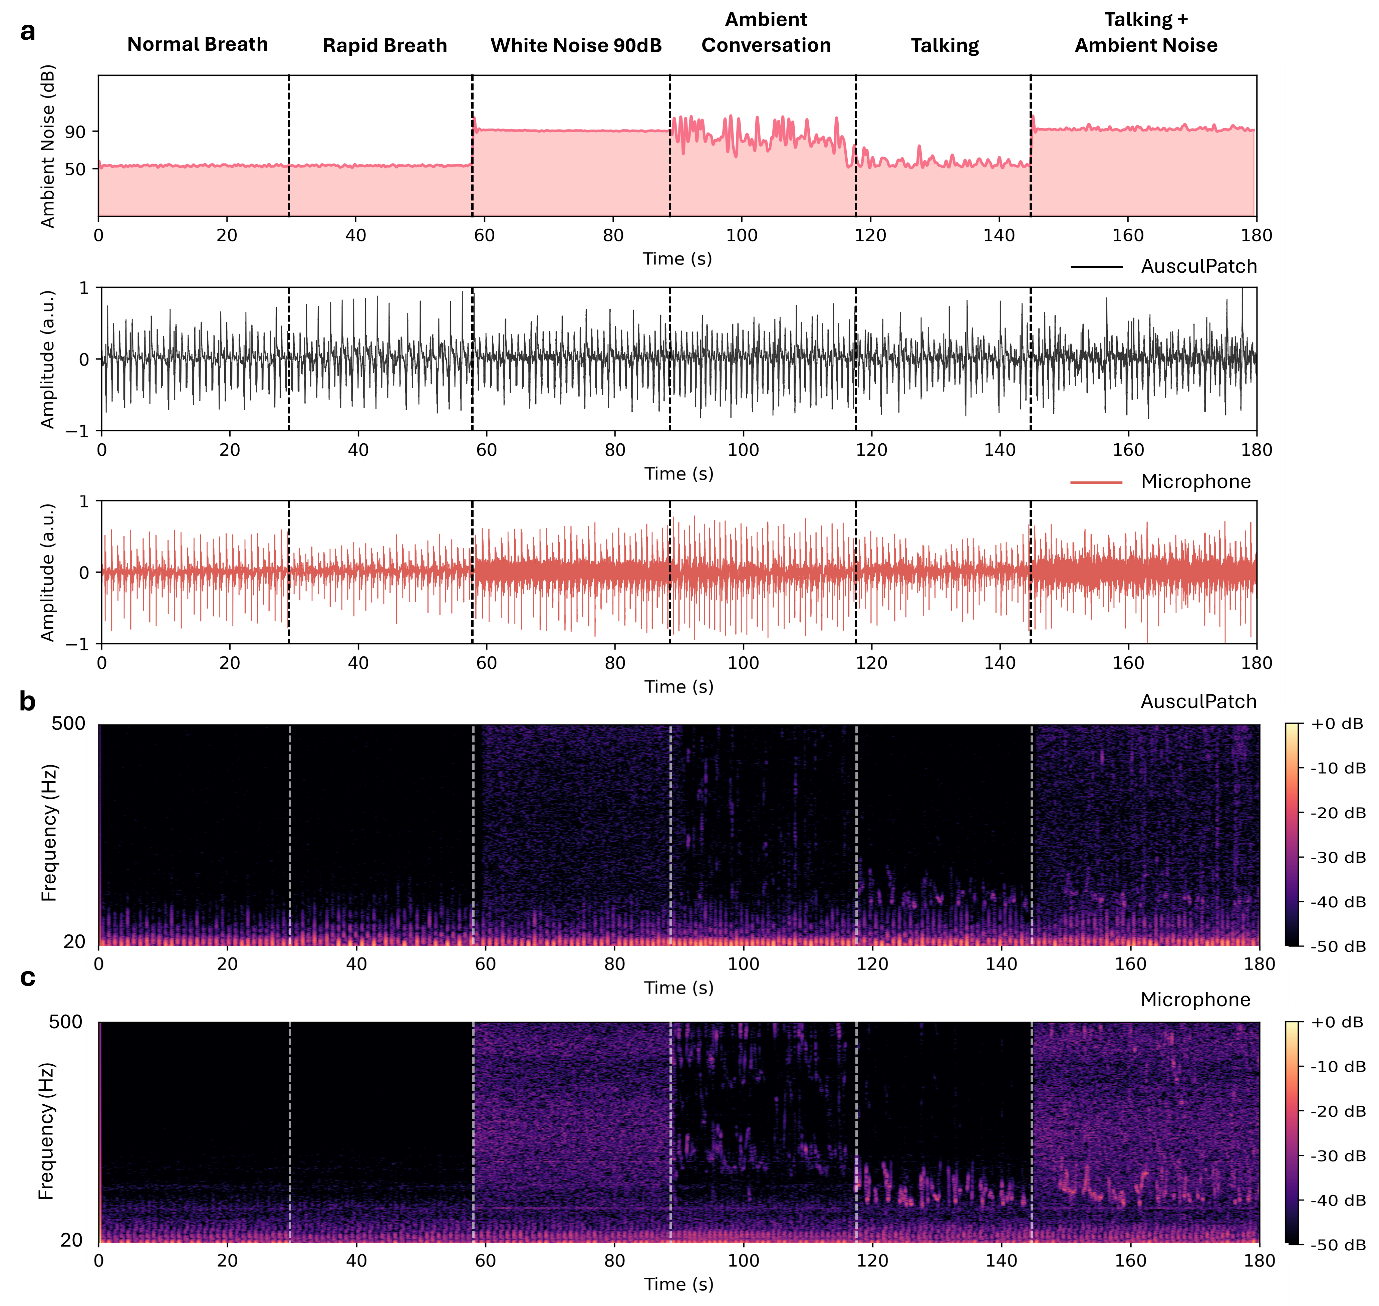 a
Normal Breath
Rapid Breath
White Noise 90dB
Ambient
Conversation
Talking
Talking +
Ambient Noise
Ambient Noise (dB)
90
50
0 20 40 60 80 100 120 140 160 180
Time (s)
AusculPatch
Amplitude (a.u.)
1
0
−1
0 20 40 60 80 100 120 140 160 180
Time (s)
Microphone
Amplitude (a.u.)
1
0
−1
0 20 40 60 80 100 120 140 160 180
Time (s)
b
AusculPatch
Frequency (Hz)
500
20
0 20 40 60 80 100 120 140 160 180
Time (s)
+0 dB
-10 dB
-20 dB
-30 dB
-40 dB
-50 dB
c
Microphone
Frequency (Hz)
500
20
0 20 40 60 80 100 120 140 160 180
Time (s)
+0 dB
-10 dB
-20 dB
-30 dB
-40 dB
-50 dB